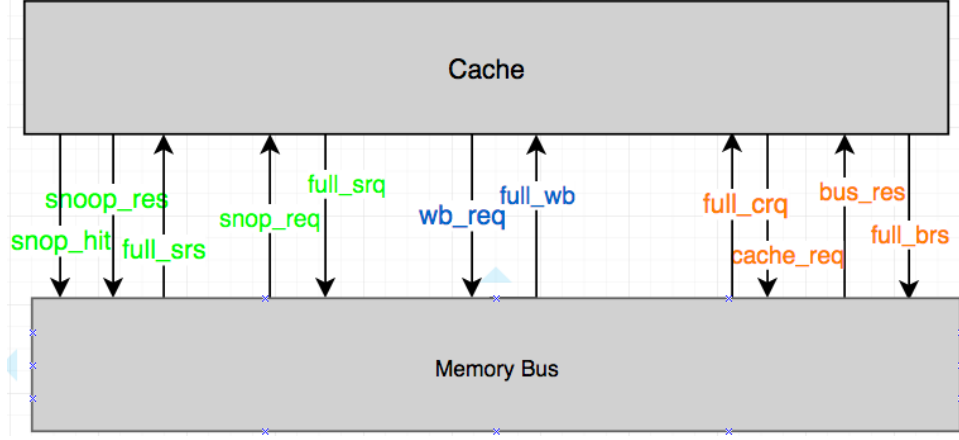 Cache
snoop_res
snop_hit
full_srs
snop_req
full_srq
wb_req
full_wb
full_crq
cache_req
bus_res
full_brs
Memory Bus